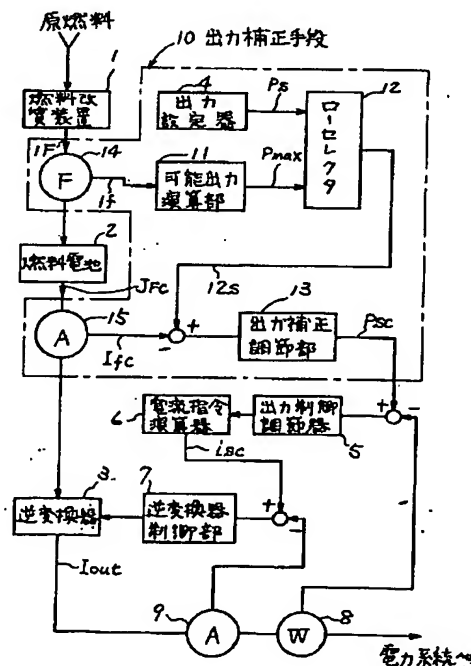 原燃料
10 出力補正手段
1
燃料改質装置
4
出力設定器
Ps
12
ローセレクタ
1F
14
F
1f
11
可能出力演算部
Pmax
2
燃料電池
JFc
12s
15
A
Ifc
+
-
13
出力補正調節部
Psc
6
電流指令演算器
出力制御調節器
5
+
-
isc
3
逆変換器
7
逆変換器制御部
+
-
Iout
9
A
W
8
電力系統へ